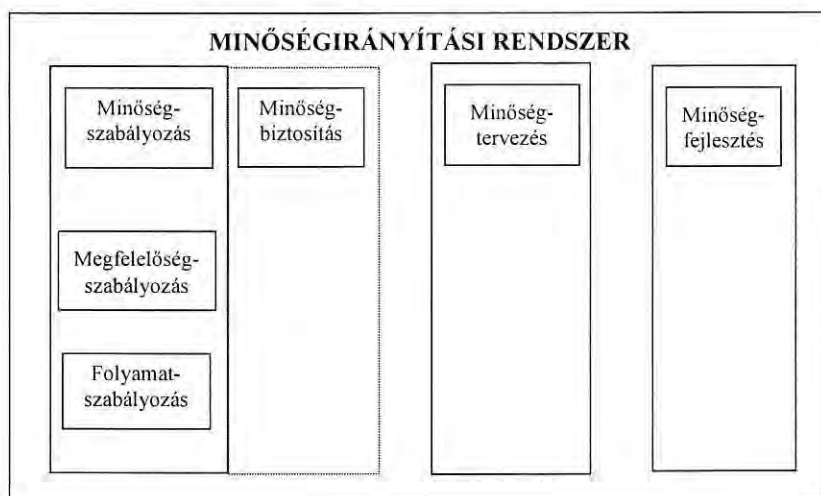 MINŐSÉGIRÁNYÍTÁSI RENDSZER
Minőség-
szabályozás
Minőség-
biztosítás
Minőség-
tervezés
Minőség-
fejlesztés
Megfelelőség-
szabályozás
Folyamat-
szabályozás